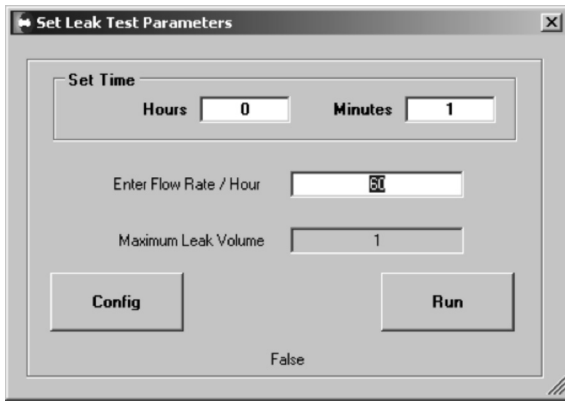 Set Leak Test Parameters
Set Time
Hours 0 Minutes 1
Enter Flow Rate / Hour 60
Maximum Leak Volume 1
Config Run
False